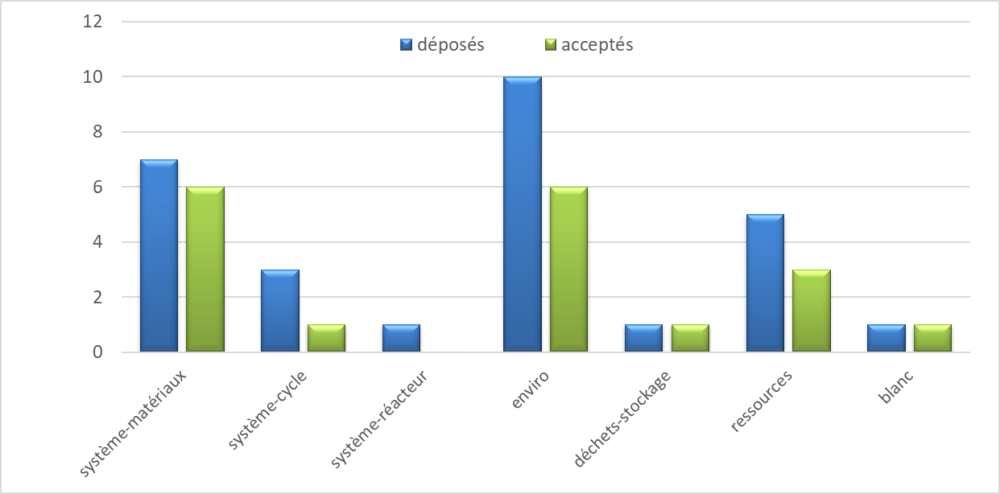 12
déposés acceptés
10
8
6
4
2
0
système-matériaux
système-cycle
système-réacteur
enviro
déchets-stockage
ressources
blanc